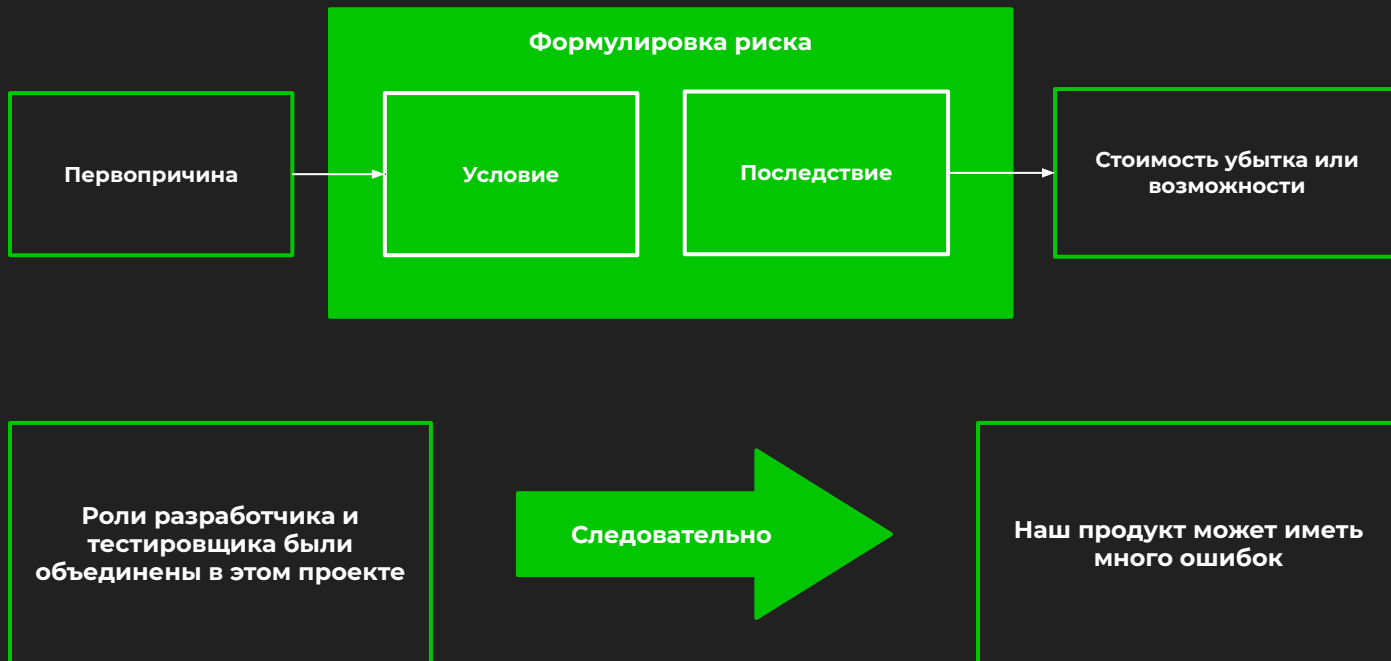 Формулировка риска
Первопричина
Условие
Последствие
Стоимость убытка или
возможности
Роли разработчика и
тестировщика были
объединены в этом проекте
Следовательно
Наш продукт может иметь
много ошибок